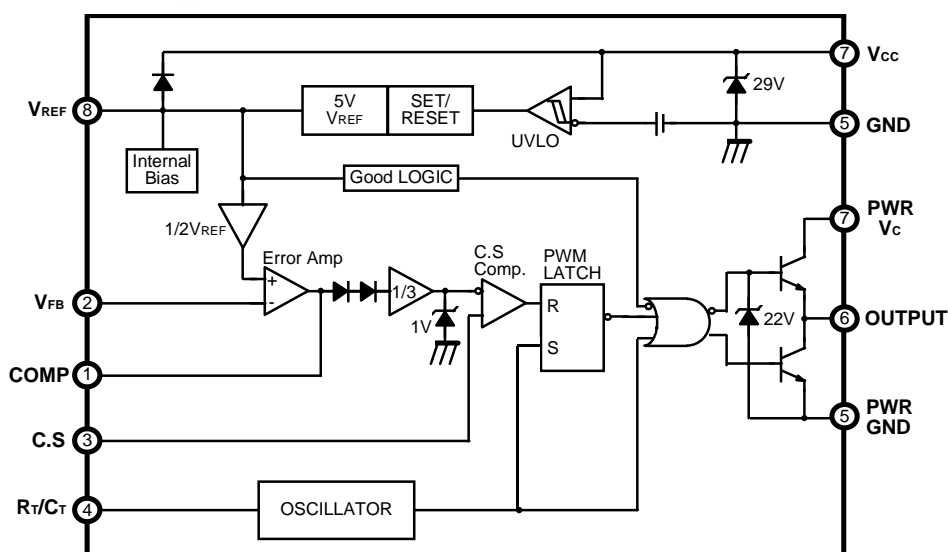 7 VCC
29V
VREF 8
5V
VREF
SET/
RESET
UVLO
5 GND
Internal
Bias
Good LOGIC
1/2VREF
PWR
7 VC
Error Amp
C.S
Comp.
PWM
LATCH
+
-
1/3
VFB 2
1V
R
S
22V
6 OUTPUT
COMP 1
5 PWR
GND
C.S 3
RT/CT 4
OSCILLATOR